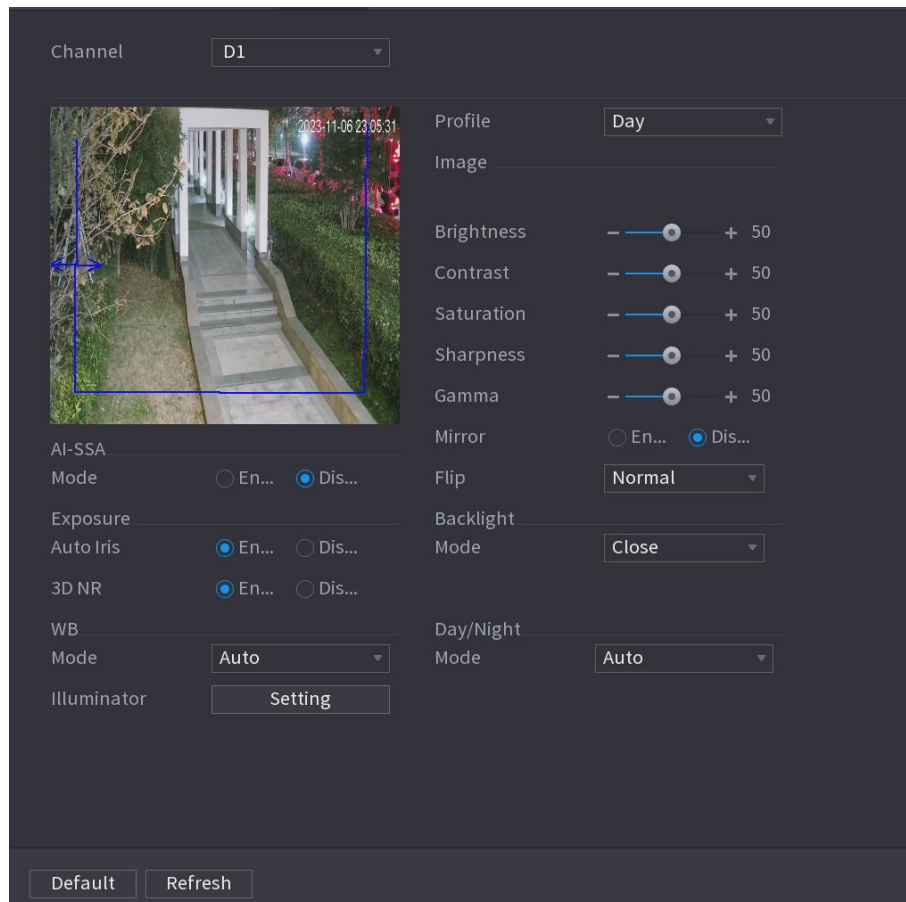 Channel D1
2023-11-06 23:05:31
Profile Day
Image
Brightness - + 50
Contrast - + 50
Saturation - + 50
Sharpness - + 50
Gamma - + 50
Mirror En... Dis...
AI-SSA
Mode En... Dis...
Flip Normal
Exposure
Backlight
Auto Iris En... Dis...
Mode Close
3D NR En... Dis...
WB
Day/Night
Mode Auto
Mode Auto
Illuminator Setting
Default Refresh